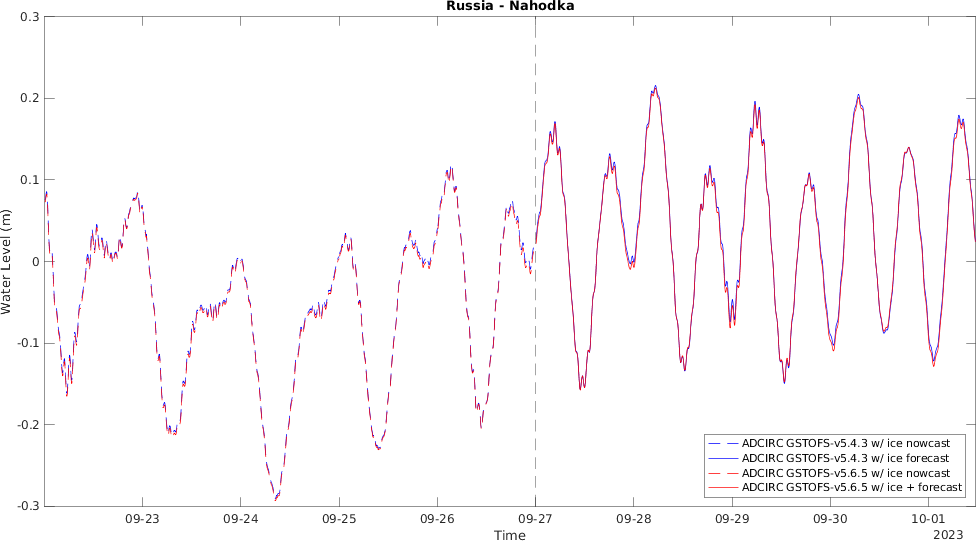 Russia - Nahodka
Water Level (m)
0.3
0.2
0.1
0
-0.1
-0.2
-0.3
09-23
09-24
09-25
09-26
09-27
09-28
09-29
09-30
10-01
Time
2023
ADCIRC GSTOFS-v5.4.3 w/ ice nowcast
ADCIRC GSTOFS-v5.4.3 w/ ice forecast
ADCIRC GSTOFS-v5.6.5 w/ ice nowcast
ADCIRC GSTOFS-v5.6.5 w/ ice + forecast